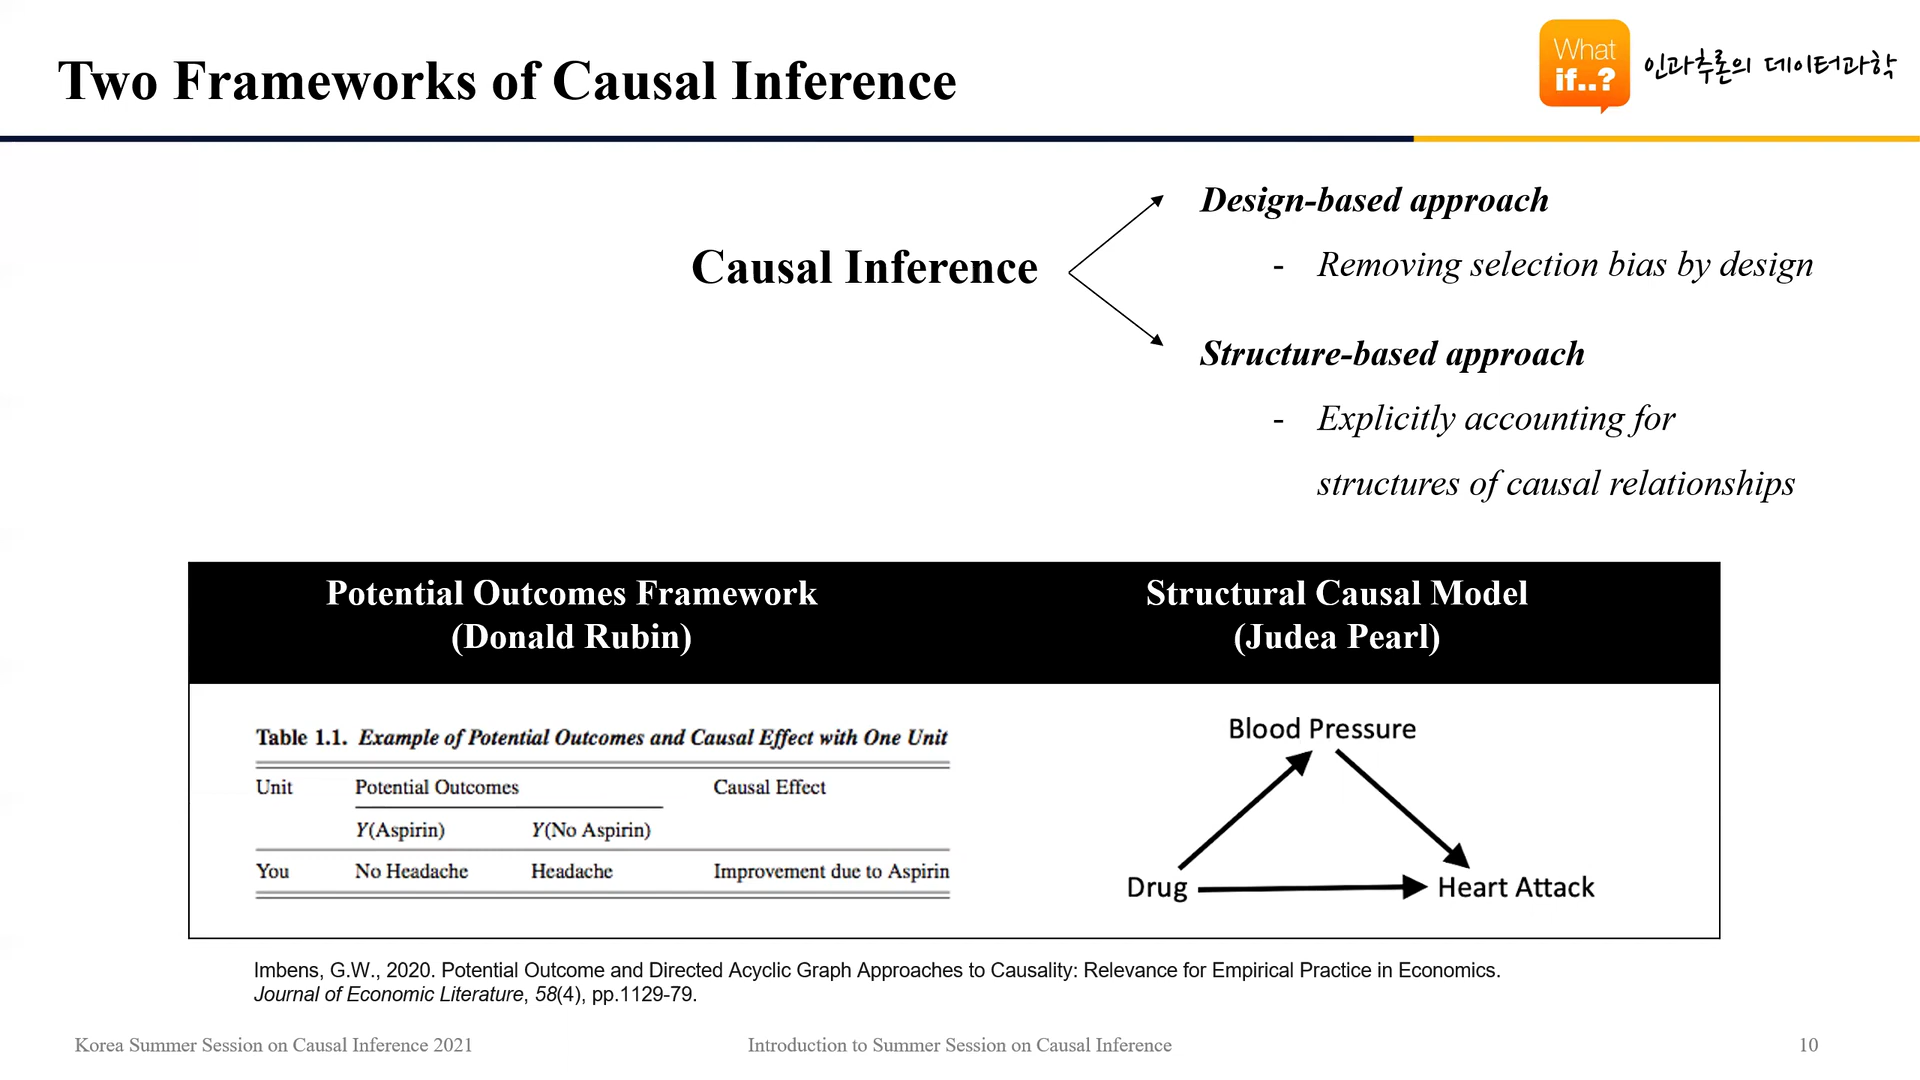 Two Frameworks of Causal Inference
What
if..?
인과추론의 데이터과학
Causal Inference
Design-based approach
- Removing selection bias by design
Structure-based approach
- Explicitly accounting for
structures of causal relationships
Potential Outcomes Framework
(Donald Rubin)
Structural Causal Model
(Judea Pearl)
Table 1.1. Example of Potential Outcomes and Causal Effect with One Unit
Unit Potential Outcomes Causal Effect
Y(Aspirin) Y(No Aspirin)
You No Headache Headache Improvement due to Aspirin
Blood Pressure
Drug Heart Attack
Imbens, G.W., 2020. Potential Outcome and Directed Acyclic Graph Approaches to Causality: Relevance for Empirical Practice in Economics.
Journal of Economic Literature, 58(4), pp.1129-79.
Korea Summer Session on Causal Inference 2021 Introduction to Summer Session on Causal Inference 10